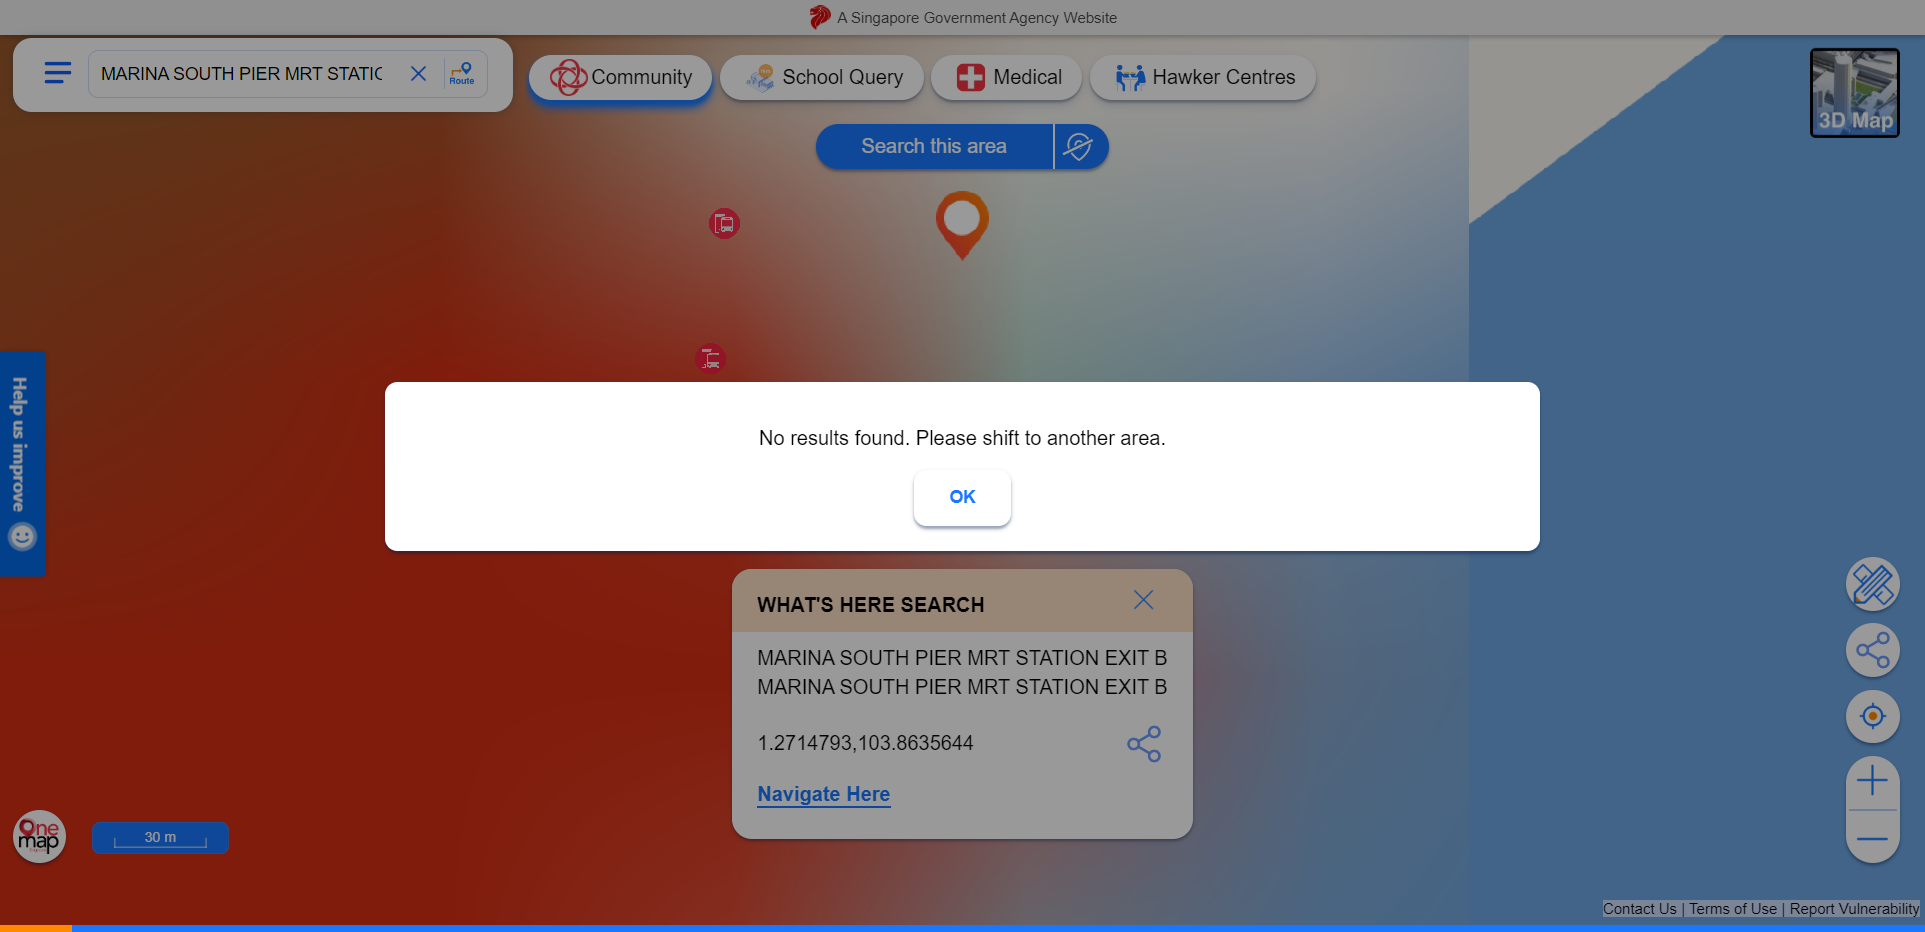 A Singapore Government Agency Website
MARINA SOUTH PIER MRT STATIC
Route
Community
School Query
Medical
Hawker Centres
3D Map
Search this area
Help us improve
No results found. Please shift to another area.
OK
WHAT'S HERE SEARCH
MARINA SOUTH PIER MRT STATION EXIT B
MARINA SOUTH PIER MRT STATION EXIT B
1.2714793,103.8635644
Navigate Here
One
map
30 m
Contact Us | Terms of Use | Report Vulnerability